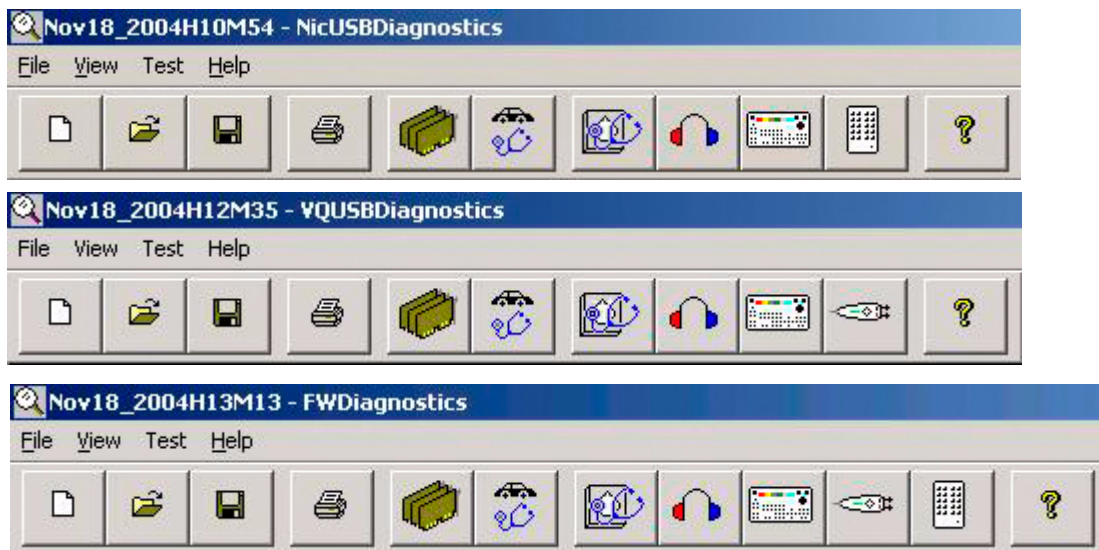 Nov18_2004H10M54 - NicUSBDiagnostics
File View Test Help
Nov18_2004H12M35 - VQUSBDiagnostics
File View Test Help
Nov18_2004H13M13 - FWDiagnostics
File View Test Help